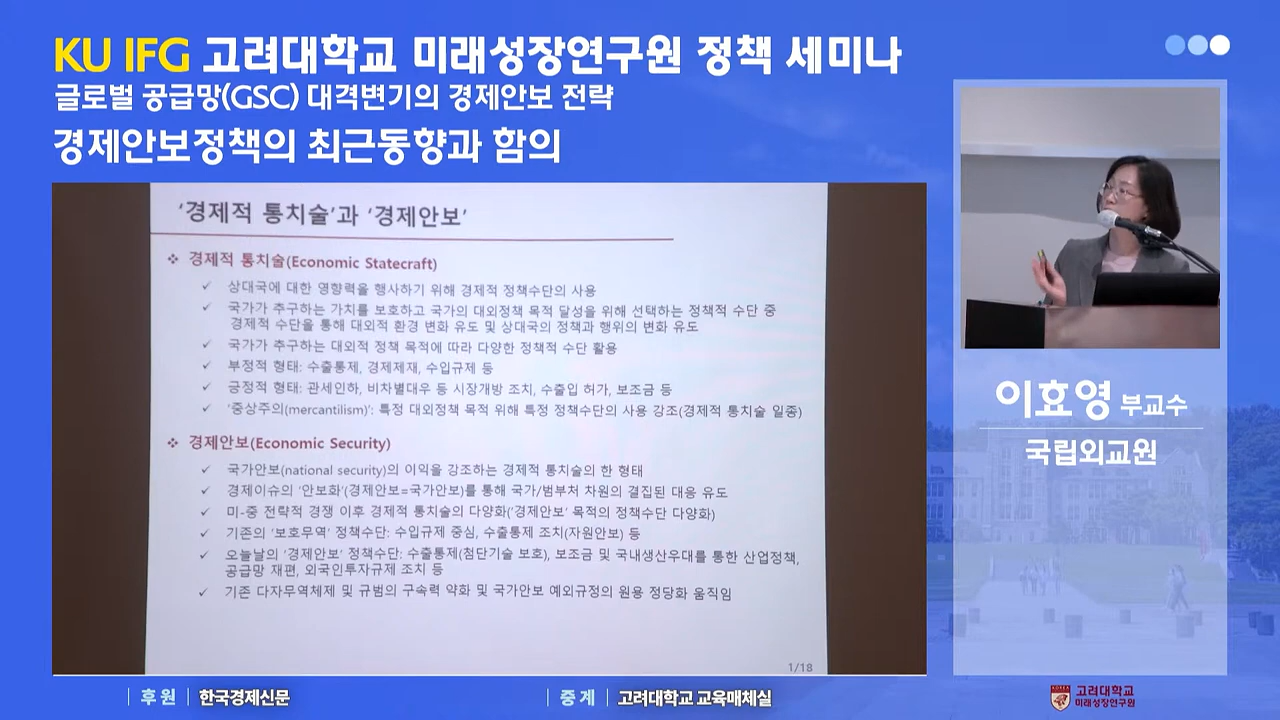 KU IFG 고려대학교 미래성장연구원 정책 세미나
글로벌 공급망(GSC) 대격변기의 경제안보 전략
경제안보정책의 최근동향과 함의
‘경제적 통치술’과 ‘경제안보’
❖ 경제적 통치술(Economic Statecraft)
✓ 상대국에 대한 영향력을 행사하기 위해 경제적 정책수단의 사용
✓ 국가가 추구하는 가치를 보호하고 국가의 대외정책 목적 달성을 위해 선택하는 정책적 수단 중
경제적 수단을 통해 대외적 환경 변화 유도 및 상대국의 정책과 행위의 변화 유도
✓ 국가가 추구하는 대외적 정책 목적에 따라 다양한 정책적 수단 활용
✓ 부정적 형태: 수출통제, 경제제재, 수입규제 등
✓ 긍정적 형태: 관세인하, 비차별대우 등 시장개방 조치, 수출입 허가, 보조금 등
✓ ‘중상주의(mercantilism)’: 특정 대외정책 목적 위해 특정 정책수단의 사용 강조(경제적 통치술 일종)
❖ 경제안보(Economic Security)
✓ 국가안보(national security)의 이익을 강조하는 경제적 통치술의 한 형태
✓ 경제이슈의 ‘안보화’(경제안보=국가안보)를 통해 국가/범부처 차원의 결집된 대응 유도
✓ 미-중 전략적 경쟁 이후 경제적 통치술의 다양화(‘경제안보’ 목적의 정책수단 다양화)
✓ 기존의 ‘보호무역’ 정책수단: 수입규제 중심, 수출통제 조치(자원안보) 등
✓ 오늘날의 ‘경제안보’ 정책수단: 수출통제(첨단기술 보호), 보조금 및 국내생산우대를 통한 산업정책,
공급망 재편, 외국인투자규제 조치 등
✓ 기존 다자무역체제 및 규범의 구속력 약화 및 국가안보 예외규정의 원용 정당화 움직임
1/18
이효영 부교수
국립외교원
후원 한국경제신문
중계 고려대학교 교육매체실
고려대학교
미래성장연구원